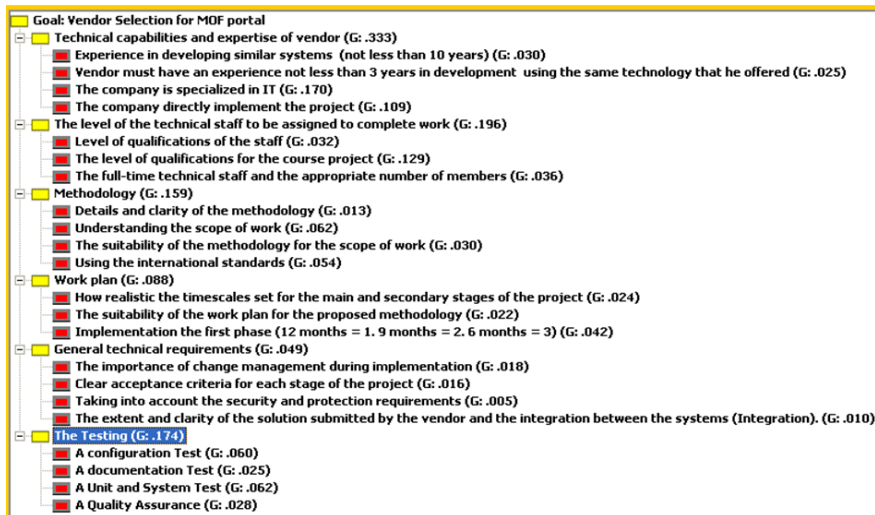 Goal: Vendor Selection for MOF portal
Technical capabilities and expertise of vendor (G: .333)
Experience in developing similar systems (not less than 10 years) (G: .030)
Vendor must have an experience not less than 3 years in development using the same technology that he offered (G: .025)
The company is specialized in IT (G: .170)
The company directly implement the project (G: .109)
The level of the technical staff to be assigned to complete work (G: .196)
Level of qualifications of the staff (G: .032)
The level of qualifications for the course project (G: .129)
The full-time technical staff and the appropriate number of members (G: .036)
Methodology (G: .159)
Details and clarity of the methodology (G: .013)
Understanding the scope of work (G: .062)
The suitability of the methodology for the scope of work (G: .030)
Using the international standards (G: .054)
Work plan (G: .088)
How realistic the timescales set for the main and secondary stages of the project (G: .024)
The suitability of the work plan for the proposed methodology (G: .022)
Implementation the first phase (12 months = 1. 9 months = 2. 6 months = 3) (G: .042)
General technical requirements (G: .049)
The importance of change management during implementation (G: .018)
Clear acceptance criteria for each stage of the project (G: .016)
Taking into account the security and protection requirements (G: .005)
The extent and clarity of the solution submitted by the vendor and the integration between the systems (Integration). (G: .010)
The Testing (G: .174)
A configuration Test (G: .060)
A documentation Test (G: .025)
A Unit and System Test (G: .062)
A Quality Assurance (G: .028)